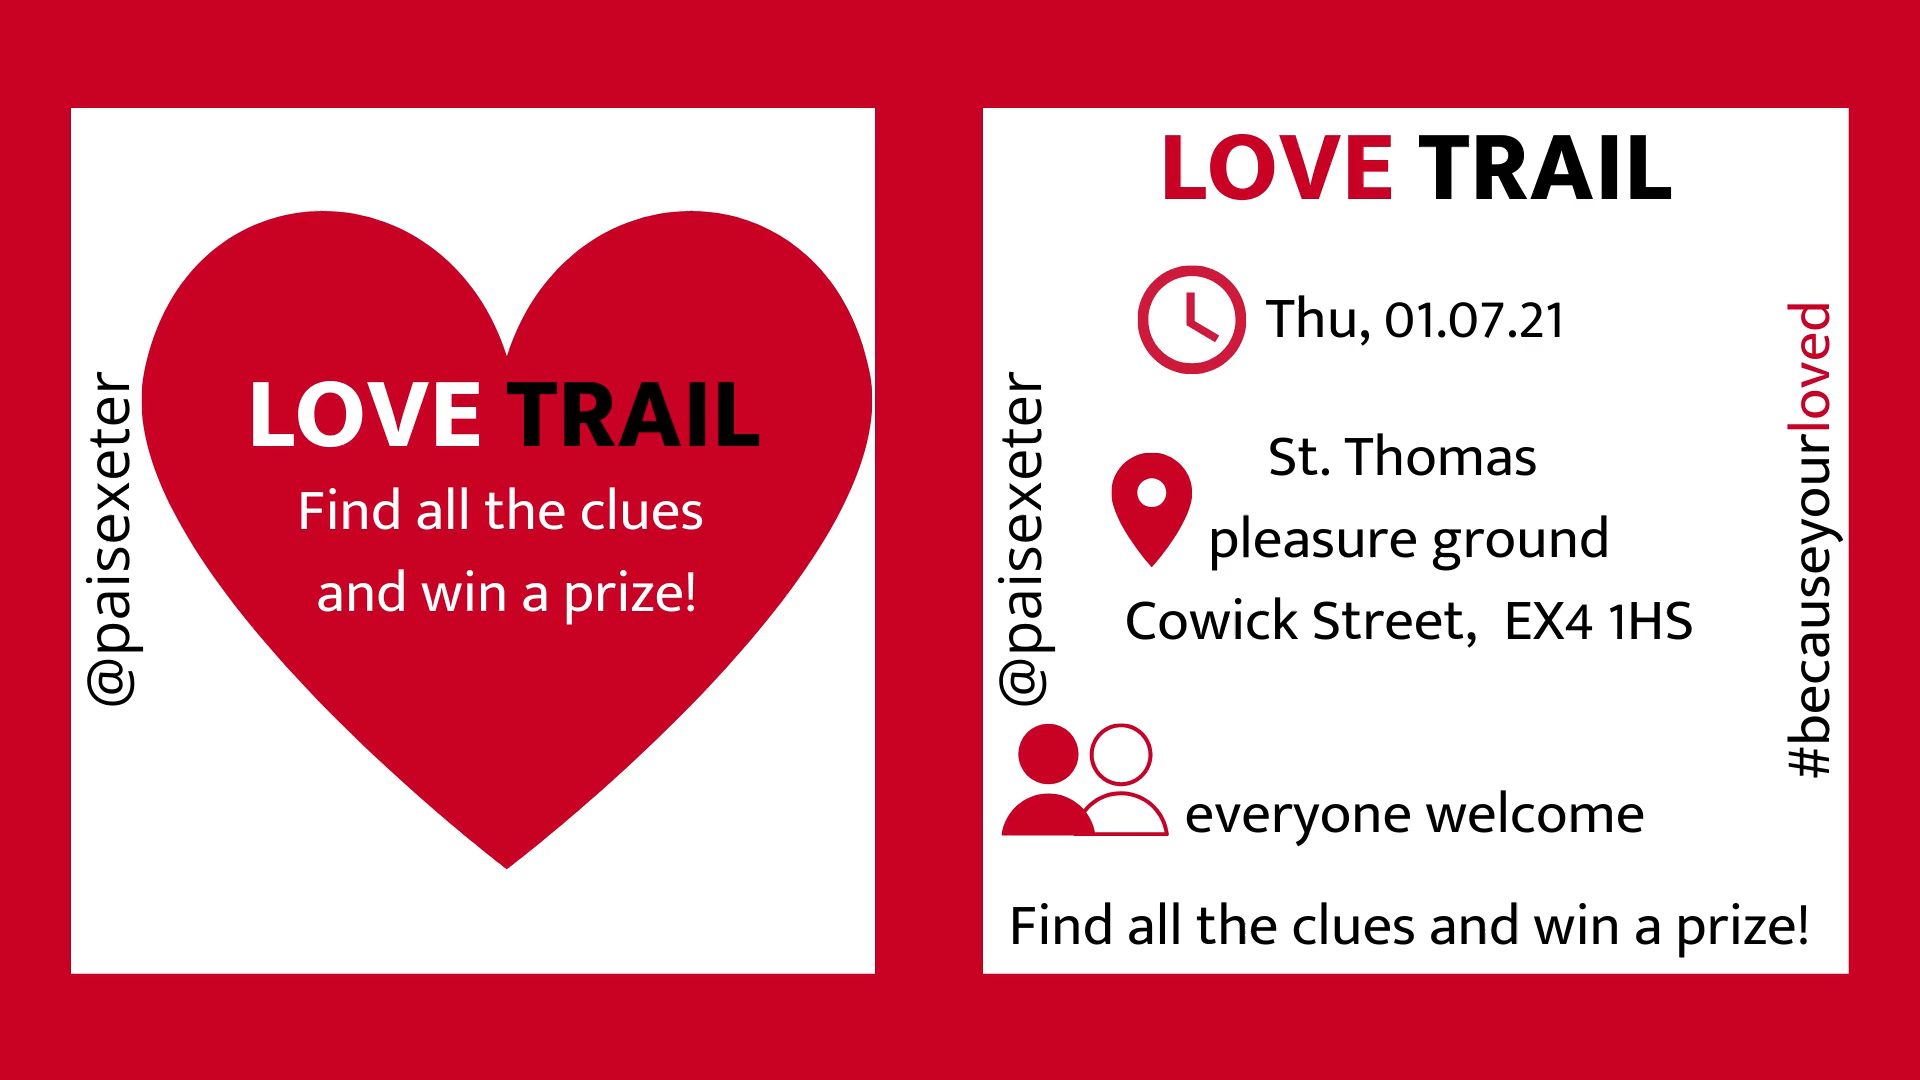 @paisexeter
LOVE TRAIL
Find all the clues
and win a prize!
LOVE TRAIL
Thu, 01.07.21
@paisexeter
St. Thomas
pleasure ground
Cowick Street, EX4 1HS
#becauseyourloved
everyone welcome
Find all the clues and win a prize!